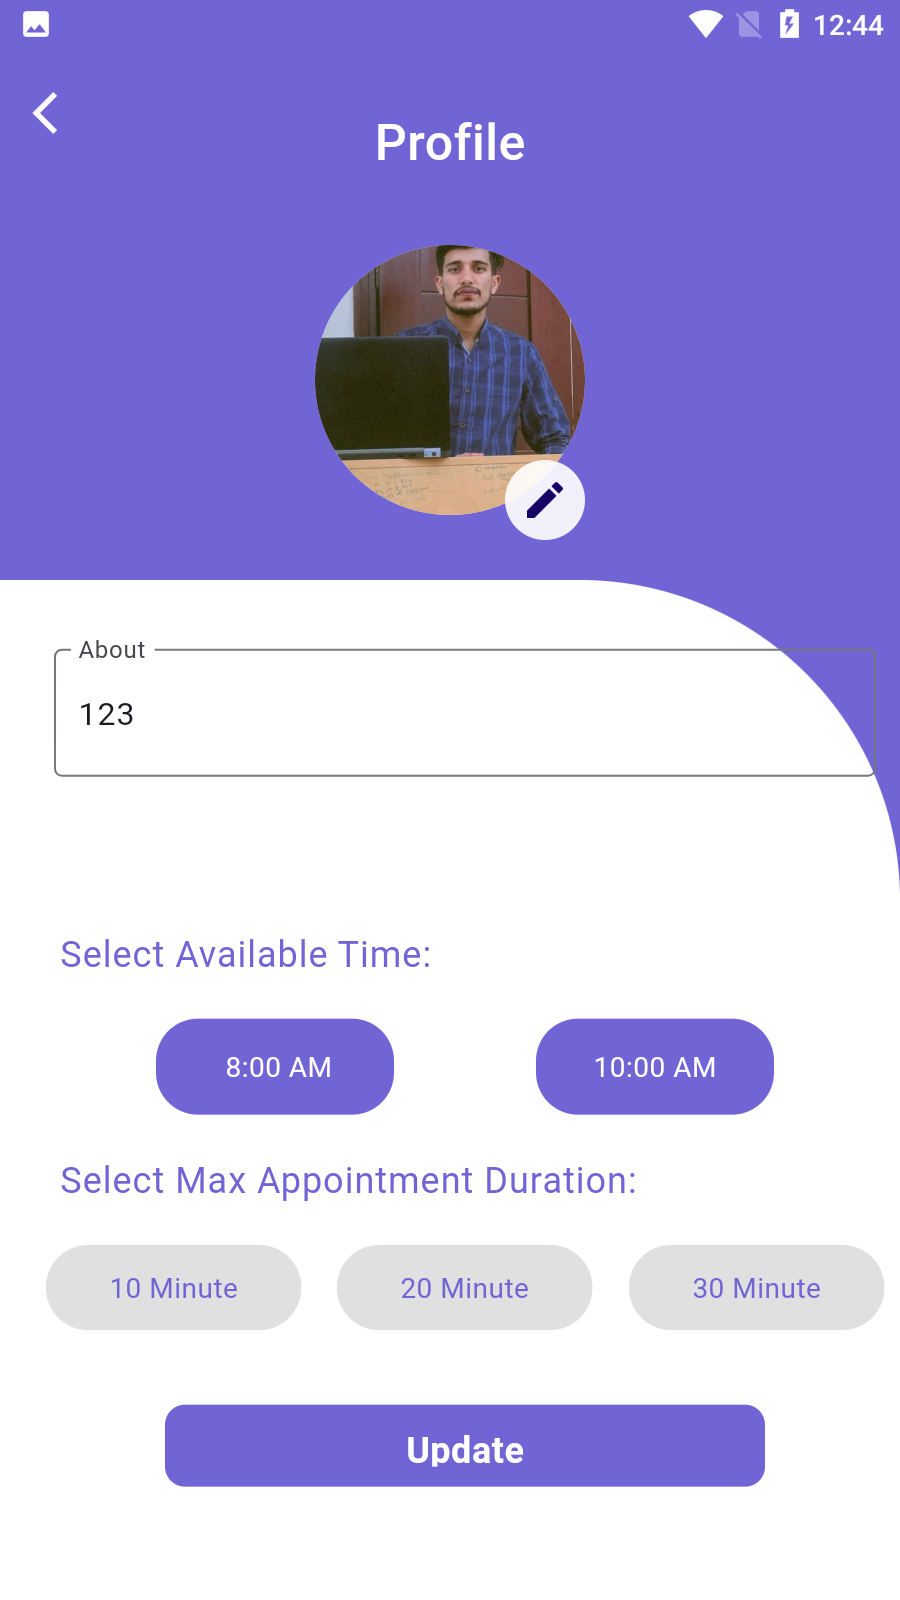 12:44
Profile
About
123
Select Available Time:
8:00 AM 10:00 AM
Select Max Appointment Duration:
10 Minute 20 Minute 30 Minute
Update